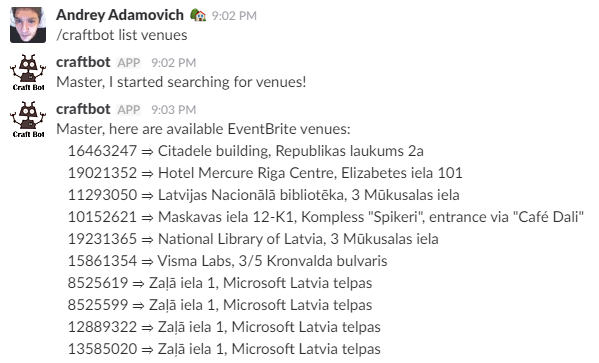 Andrey Adamovich 9:02 PM
/craftbot list venues
Craft Bot
craftbot APP 9:02 PM
Master, I started searching for venues!
Craft Bot
craftbot APP 9:03 PM
Master, here are available EventBrite venues:
16463247 ⇒ Citadele building, Republikas laukums 2a
19021352 ⇒ Hotel Mercure Riga Centre, Elizabetes iela 101
11293050 ⇒ Latvijas Nacionālā bibliotēka, 3 Mūkusalas iela
10152621 ⇒ Maskavas iela 12-K1, Kompless "Spikeri", entrance via "Café Dali"
19231365 ⇒ National Library of Latvia, 3 Mūkusalas iela
15861354 ⇒ Visma Labs, 3/5 Kronvalda bulvaris
8525619 ⇒ Zaļā iela 1, Microsoft Latvia telpas
8525599 ⇒ Zaļā iela 1, Microsoft Latvia telpas
12889322 ⇒ Zaļā iela 1, Microsoft Latvia telpas
13585020 ⇒ Zaļā iela 1, Microsoft Latvia telpas